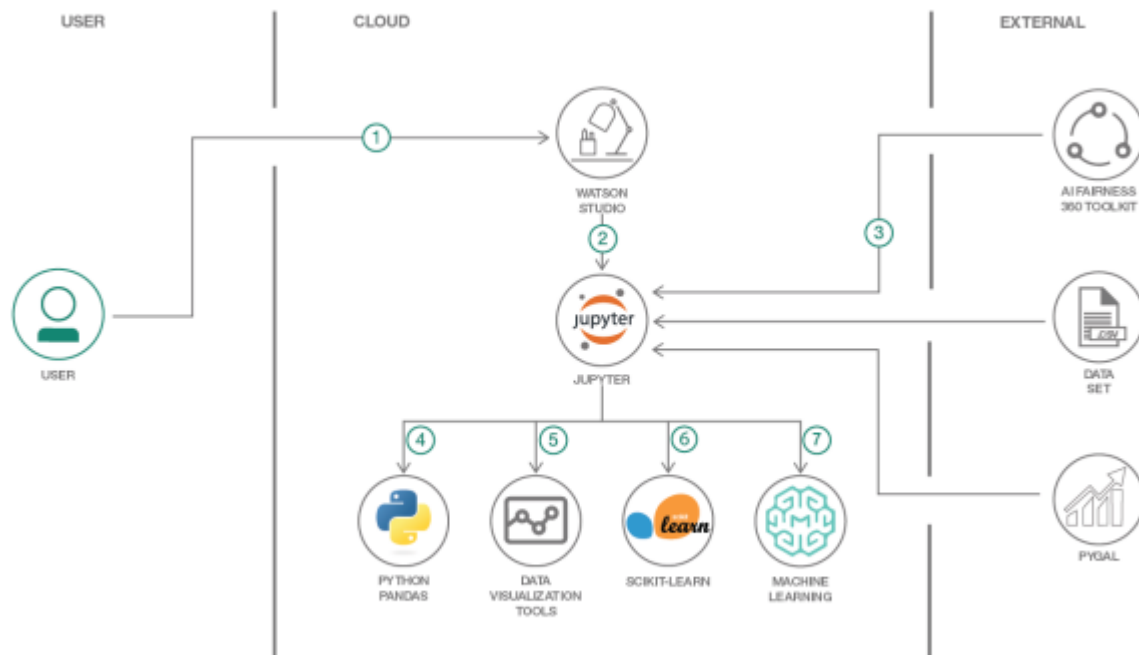 USER
CLOUD
EXTERNAL
1
WATSON
STUDIO
AI FAIRNESS
360 TOOLKIT
2
3
jupyter
JUPYTER
USER
.CSV
DATA
SET
4
5
6
7
scikit
learn
PYTHON
PANDAS
DATA
VISUALIZATION
TOOLS
SCIKIT-LEARN
MACHINE
LEARNING
PYGAL